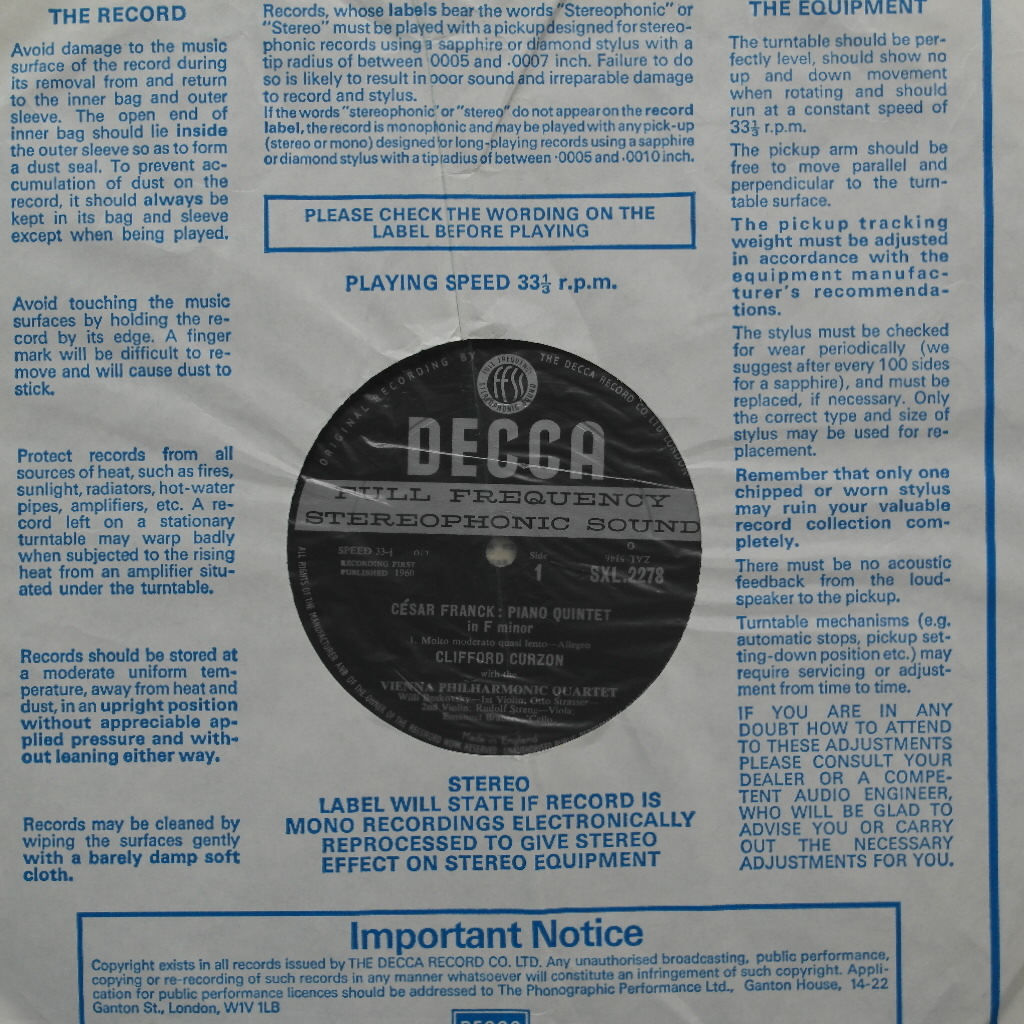 THE RECORD
Avoid damage to the music
surface of the record during
its removal from and return
to the inner bag and outer
sleeve. The open end of
inner bag should lie inside
the outer sleeve so as to form
a dust seal. To prevent ac-
cumulation of dust on the
record, it should always be
kept in its bag and sleeve
except when being played.
Avoid touching the music
surfaces by holding the re-
cord by its edge. A finger
mark will be difficult to re-
move and will cause dust to
stick.
Protect records from all
sources of heat, such as fires,
sunlight, radiators, hot-water
pipes, amplifiers, etc. A re-
cord left on a stationary
turntable may warp badly
when subjected to the rising
heat from an amplifier situ-
ated under the turntable.
Records should be stored at
a moderate uniform tem-
perature, away from heat and
dust, in an upright position
without appreciable ap-
plied pressure and with-
out leaning either way.
Records may be cleaned by
wiping the surfaces gently
with a barely damp soft
cloth.
Records, whose labels bear the words "Stereophonic" or
"Stereo" must be played with a pickup designed for stereo-
phonic records using a sapphire or diamond stylus with a
tip radius of between 0005 and .0007 inch. Failure to do
so is likely to result in poor sound and irreparable damage
to record and stylus.
If the words "stereophonic" or "stereo" do not appear on the record
label, the record is monophonic and may be played with any pick-up
(stereo or mono) designed for long-playing records using a sapphire
or diamond stylus with a tip radius of between ·0005 and ·0010 inch.
PLEASE CHECK THE WORDING ON THE
LABEL BEFORE PLAYING
PLAYING SPEED 33⅓ r.p.m.
ORIGINAL RECORDING BY THE DECCA RECORD CO. LTD. LONDON
FULL FREQUENCY
ffss
STEREOPHONIC SOUND
DECCA
FULL FREQUENCY
STEREOPHONIC SOUND
SPEED 33⅓
RECORDING FIRST
PUBLISHED 1960
Side
1
SXL.2278
CÉSAR FRANCK: PIANO QUINTET
in F minor
1. Molto moderato quasi lento—Allegro
CLIFFORD CURZON
with the
VIENNA PHILHARMONIC QUARTET
Willi Boskovsky—1st Violin; Otto Strasser—
2nd Violin; Rudolf Streng—Viola;
Emanuel Brabec—'Cello
Made in England
STEREO
LABEL WILL STATE IF RECORD IS
MONO RECORDINGS ELECTRONICALLY
REPROCESSED TO GIVE STEREO
EFFECT ON STEREO EQUIPMENT
THE EQUIPMENT
The turntable should be per-
fectly level, should show no
up and down movement
when rotating and should
run at a constant speed of
33⅓ r.p.m.
The pickup arm should be
free to move parallel and
perpendicular to the turn-
table surface.
The pickup tracking
weight must be adjusted
in accordance with the
equipment manufac-
turer's recommenda-
tions.
The stylus must be checked
for wear periodically (we
suggest after every 100 sides
for a sapphire), and must be
replaced, if necessary. Only
the correct type and size of
stylus may be used for re-
placement.
Remember that only one
chipped or worn stylus
may ruin your valuable
record collection com-
pletely.
There must be no acoustic
feedback from the loud-
speaker to the pickup.
Turntable mechanisms (e.g.
automatic stops, pickup set-
ting-down position etc.) may
require servicing or adjust-
ment from time to time.
IF YOU ARE IN ANY
DOUBT HOW TO ATTEND
TO THESE ADJUSTMENTS
PLEASE CONSULT YOUR
DEALER OR A COMPE-
TENT AUDIO ENGINEER,
WHO WILL BE GLAD TO
ADVISE YOU OR CARRY
OUT THE NECESSARY
ADJUSTMENTS FOR YOU.
Important Notice
Copyright exists in all records issued by THE DECCA RECORD CO. LTD. Any unauthorised broadcasting, public performance,
copying or re-recording of such records in any manner whatsoever will constitute an infringement of such copyright. Appli-
cation for public performance licences should be addressed to The Phonographic Performance Ltd., Ganton House, 14-22
Ganton St., London, W1V 1LB
DECCA